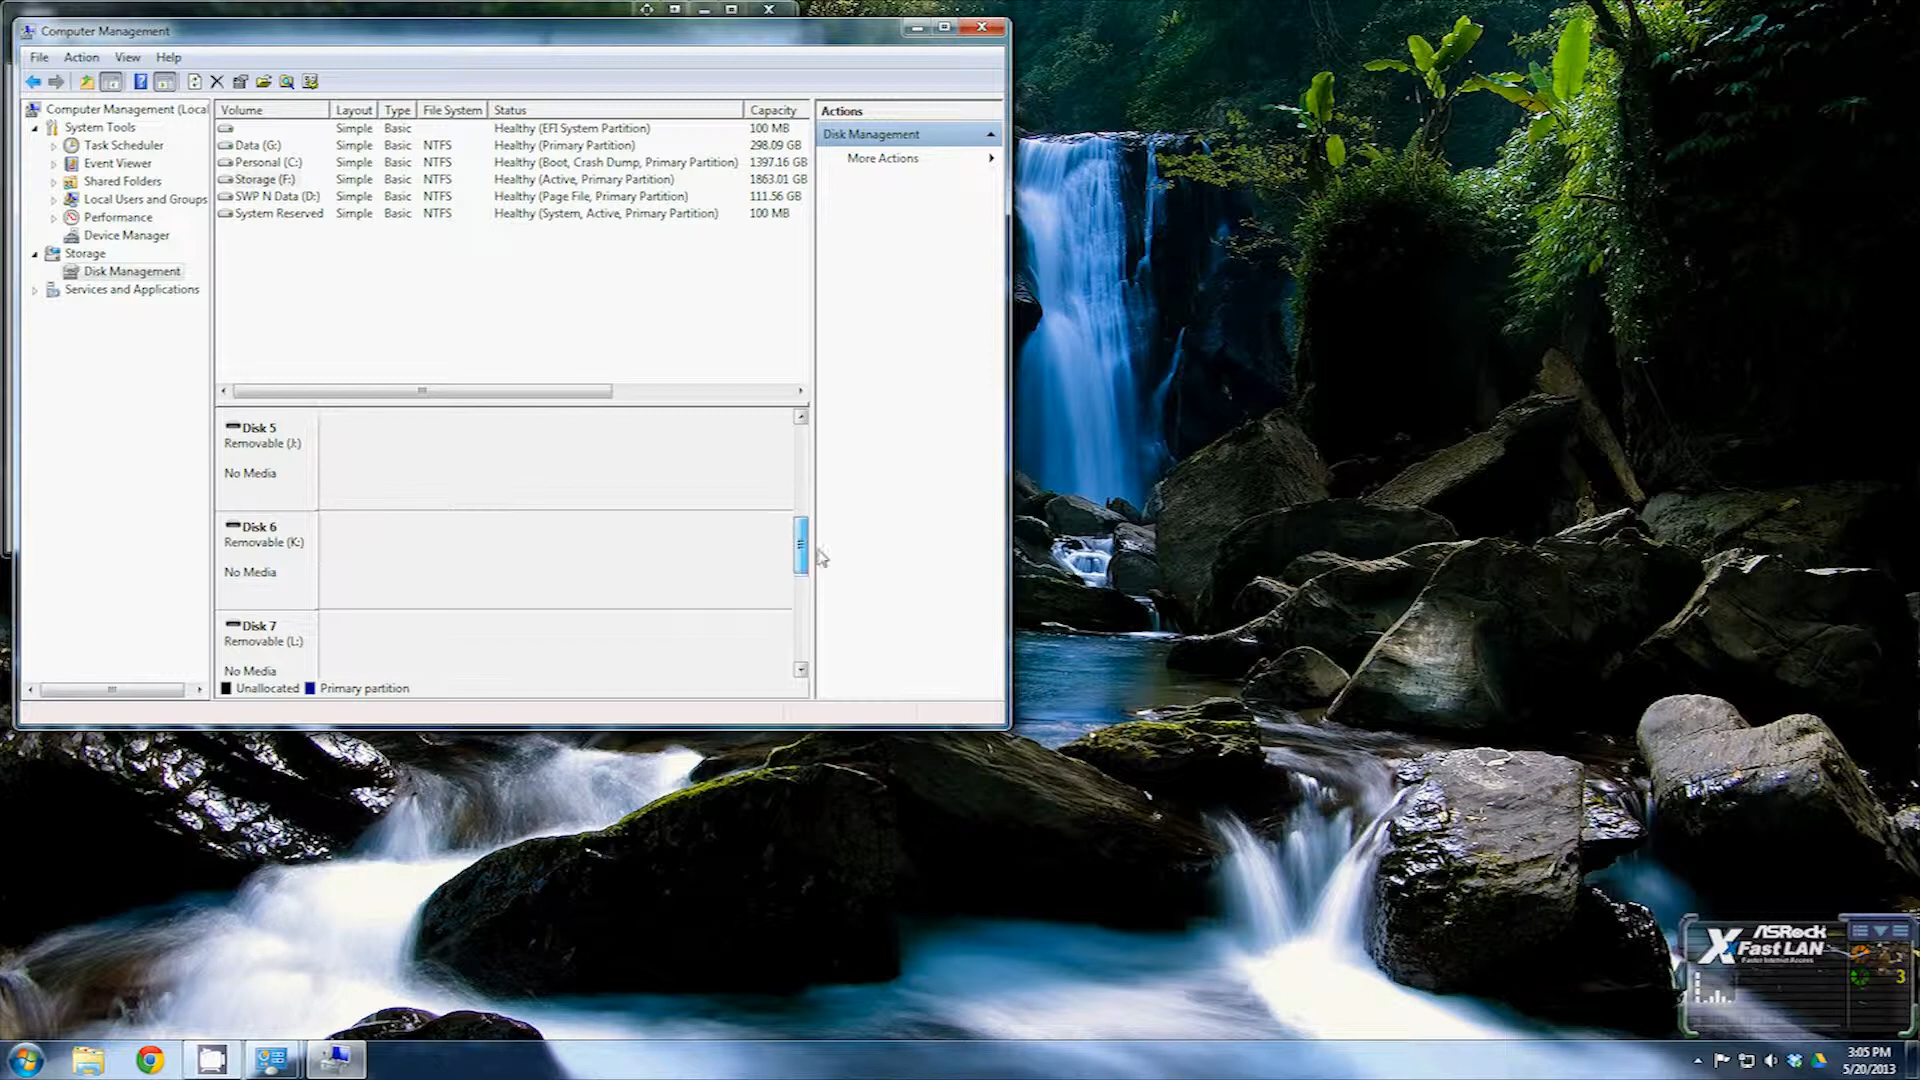 Computer Management
File Action View Help
Computer Management (Local
System Tools
Task Scheduler
Event Viewer
Shared Folders
Local Users and Groups
Performance
Device Manager
Storage
Disk Management
Services and Applications
Volume Layout Type File System Status Capacity
Simple Basic Healthy (EFI System Partition) 100 MB
Data (G:) Simple Basic NTFS Healthy (Primary Partition) 298.09 GB
Personal (C:) Simple Basic NTFS Healthy (Boot, Crash Dump, Primary Partition) 1397.16 GB
Storage (F:) Simple Basic NTFS Healthy (Active, Primary Partition) 1863.01 GB
SWP N Data (D:) Simple Basic NTFS Healthy (Page File, Primary Partition) 111.56 GB
System Reserved Simple Basic NTFS Healthy (System, Active, Primary Partition) 100 MB
Disk 5
Removable (J:)
No Media
Disk 6
Removable (K:)
No Media
Disk 7
Removable (L:)
No Media
Unallocated Primary partition
Actions
Disk Management
More Actions
ASRock
XFast LAN
Faster Internet Access
3
3:05 PM
5/20/2013